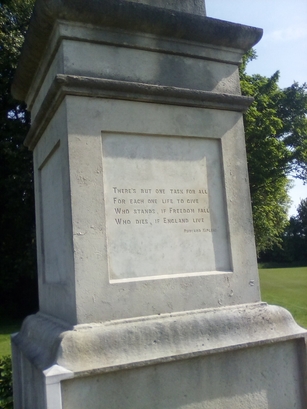 There's but one task for all
For each one life to give
Who stands if Freedom fall
Who dies if England live
Rudyard Kipling